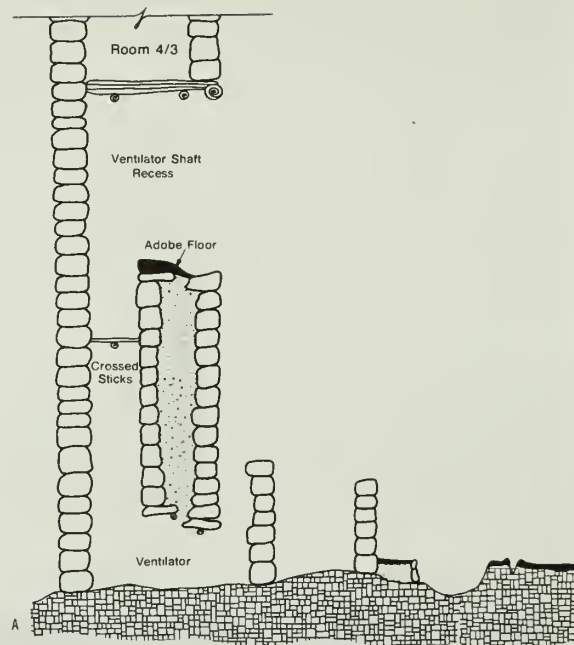 Room 4/3
Ventilator Shaft
Recess
Adobe Floor
Crossed
Sticks
Ventilator
A